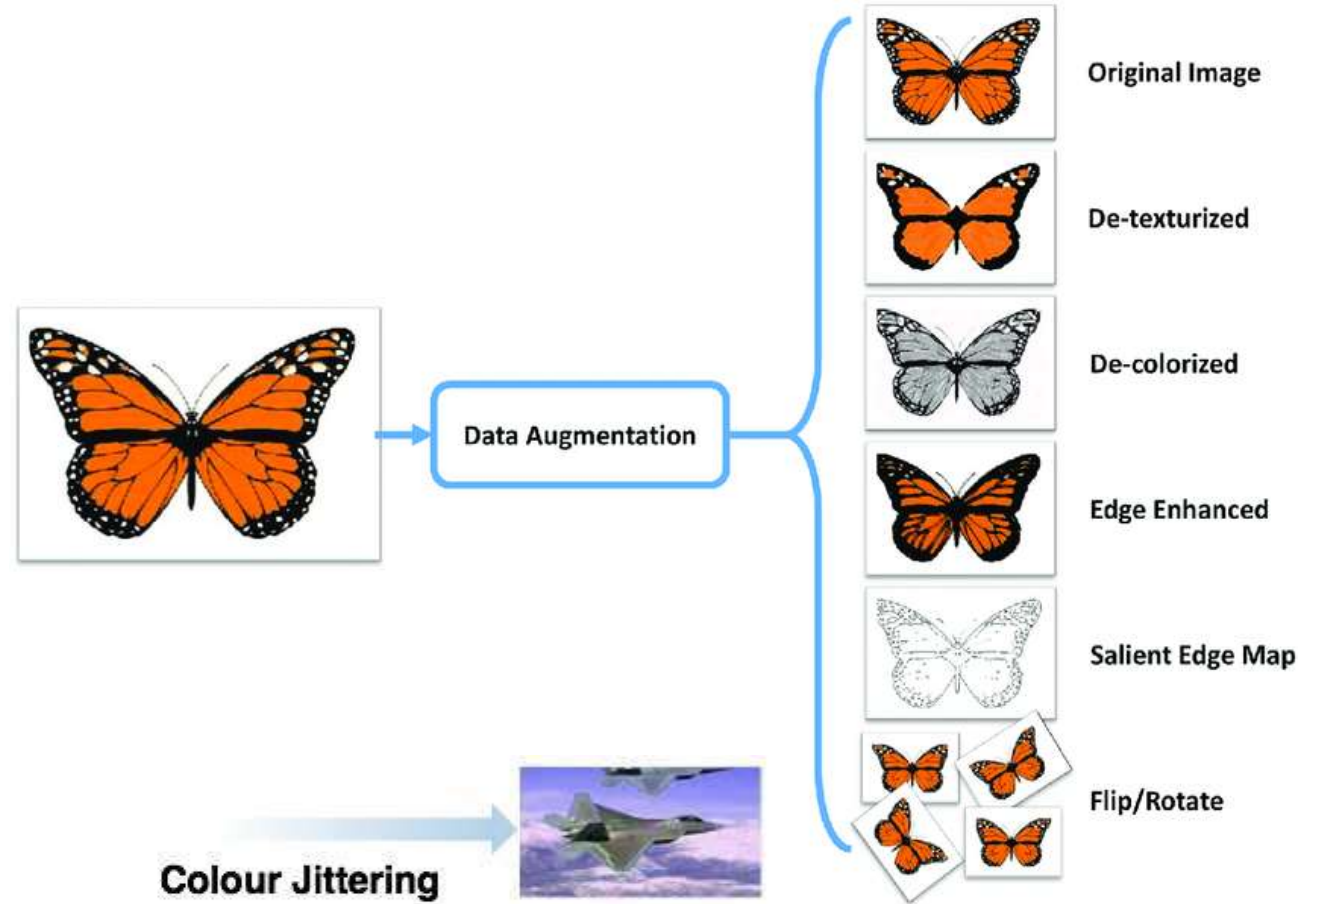 Original Image
De-texturized
De-colorized
Data Augmentation
Edge Enhanced
Salient Edge Map
Flip/Rotate
Colour Jittering